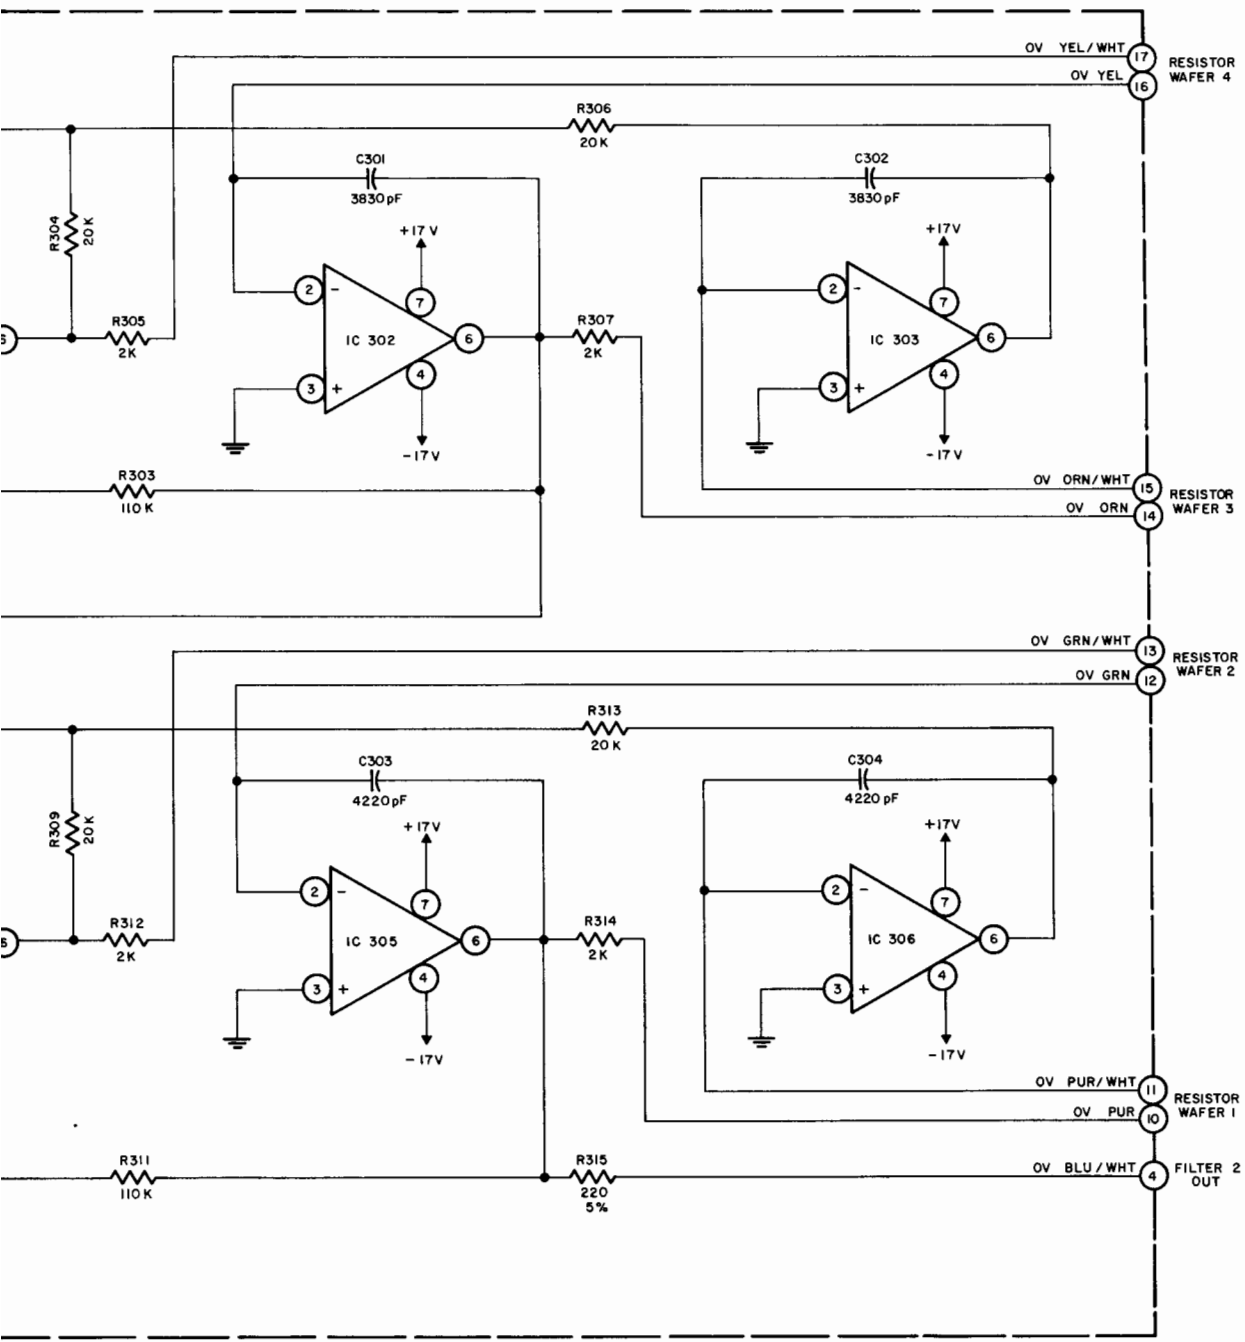 OV YEL/WHT
17
RESISTOR
WAFER 4
OV YEL
16
R306
20K
C301
3830pF
C302
3830pF
R304
20K
+17V
+17V
2
-
7
2
-
7
R305
2K
IC 302
6
R307
2K
IC 303
6
3
+
4
3
+
4
-17V
-17V
R303
110K
OV ORN/WHT
15
RESISTOR
WAFER 3
OV ORN
14
OV GRN/WHT
13
RESISTOR
WAFER 2
OV GRN
12
R313
20K
C303
4220pF
C304
4220pF
R309
20K
+17V
+17V
2
-
7
2
-
7
R312
2K
IC 305
6
R314
2K
IC 306
6
3
+
4
3
+
4
-17V
-17V
OV PUR/WHT
11
RESISTOR
WAFER 1
OV PUR
10
R311
110K
R315
220
5%
OV BLU/WHT
4
FILTER 2
OUT